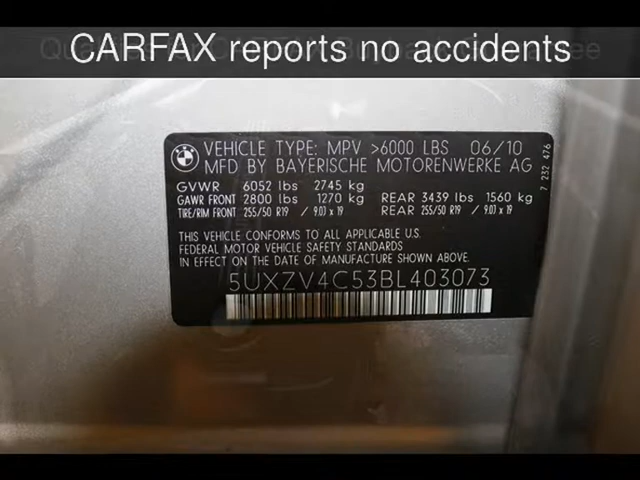 CARFAX reports no accidents
BMW
VEHICLE TYPE: MPV >6000 LBS 06/10
MFD BY BAYERISCHE MOTORENWERKE AG
GVWR 6052 lbs 2745 kg
GAWR FRONT 2800 lbs 1270 kg REAR 3439 lbs 1560 kg
TIRE/RIM FRONT 255/50 R19 / 9.0J x 19 REAR 255/50 R19 / 9.0J x 19
THIS VEHICLE CONFORMS TO ALL APPLICABLE U.S.
FEDERAL MOTOR VEHICLE SAFETY STANDARDS
IN EFFECT ON THE DATE OF MANUFACTURE SHOWN ABOVE.
5UXZV4C53BL403073
7 232 476